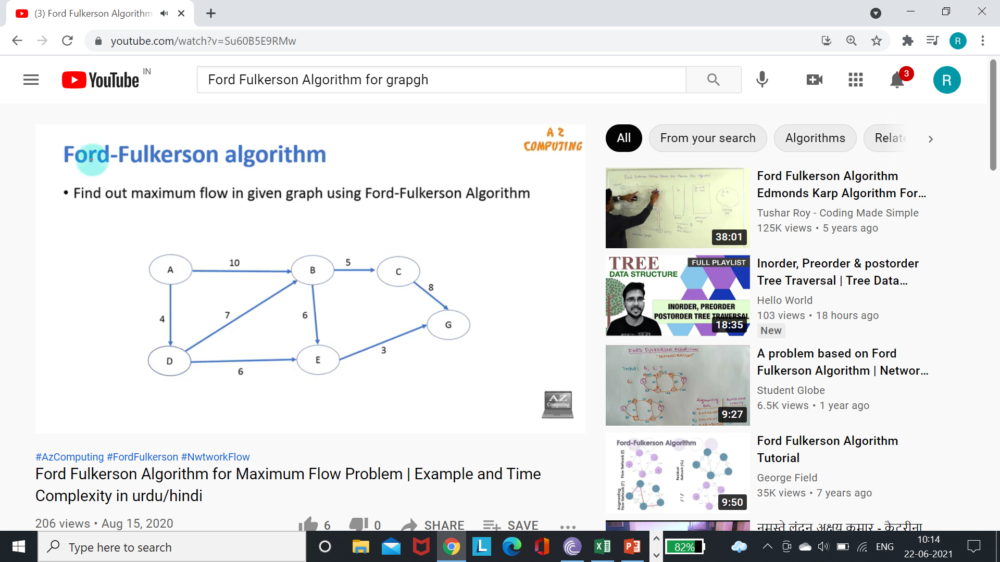 (3) Ford Fulkerson Algorithm
youtube.com/watch?v=Su60B5E9RMw
R
YouTube IN
Ford Fulkerson Algorithm for grapgh
3
R
A Z
COMPUTING
Ford-Fulkerson algorithm
• Find out maximum flow in given graph using Ford-Fulkerson Algorithm
A
10
B
5
C
8
4
7
6
G
D
6
E
3
AZ
Computing
#AzComputing #FordFulkerson #NwtworkFlow
Ford Fulkerson Algorithm for Maximum Flow Problem | Example and Time
Complexity in urdu/hindi
206 views • Aug 15, 2020
6
0
SHARE
SAVE
All
From your search
Algorithms
Relate
38:01
Ford Fulkerson Algorithm
Edmonds Karp Algorithm For...
Tushar Roy - Coding Made Simple
125K views • 5 years ago
TREE
DATA STRUCTURE
FULL PLAYLIST
INORDER, PREORDER
POSTORDER TREE TRAVERSAL
18:35
Inorder, Preorder & postorder
Tree Traversal | Tree Data...
Hello World
103 views • 18 hours ago
New
FORD FULKERSON ALGORITHM
"DEMONSTRATION"
Input: G, S, T
9:27
A problem based on Ford
Fulkerson Algorithm | Networ...
Student Globe
6.5K views • 1 year ago
Ford-Fulkerson Algorithm
9:50
Ford Fulkerson Algorithm
Tutorial
George Field
35K views • 7 years ago
नमस्ते लंदन अक्षय कुमार - कैटरीना
Type here to search
82%
ENG
10:14
22-06-2021